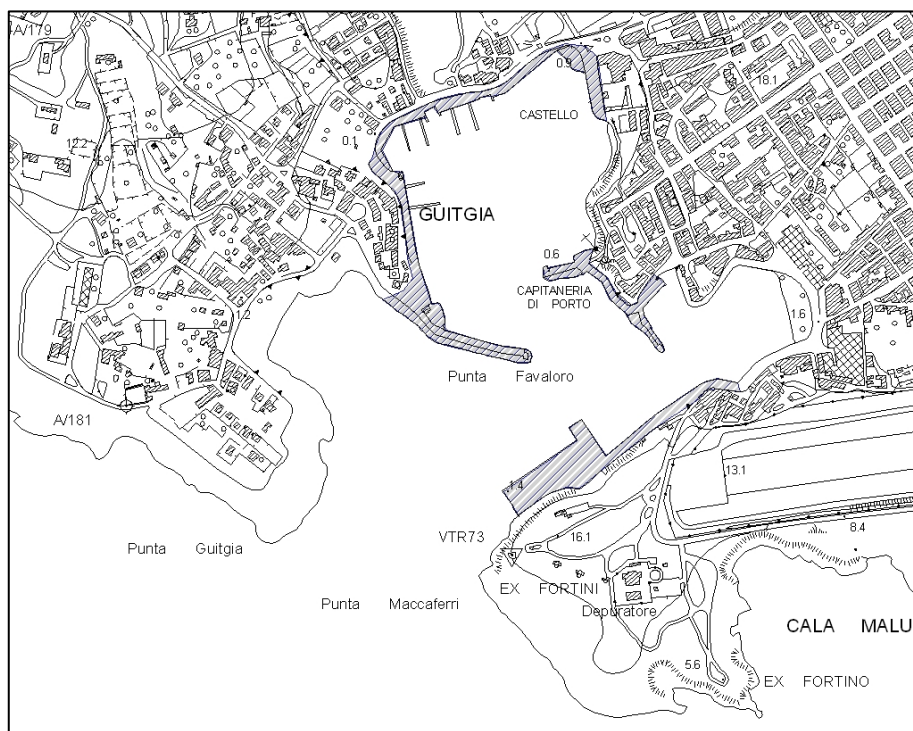 A/179
0.
18.1
CASTELLO
12.2
0.1
GUITGIA
0.6
CAPITANERIA
DI PORTO
1.2
1.6
Punta Favaloro
A/181
13.1
7.4
VTR73
16.1
8.4
Punta Guitgia
EX FORTINI
Punta Maccaferri
Depuratore
CALA MALU
5.6
EX FORTINO